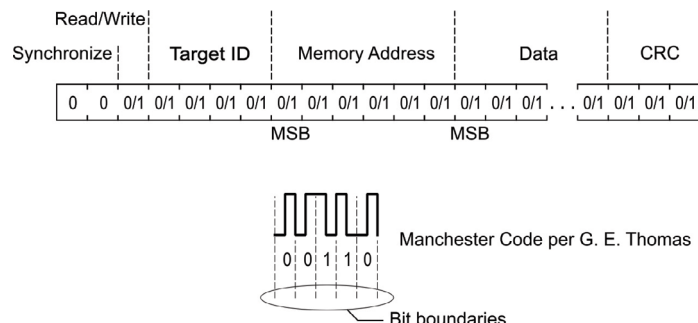 Read/Write
Synchronize Target ID Memory Address Data CRC
0 0 0/1 0/1 0/1 0/1 0/1 0/1 0/1 0/1 0/1 0/1 0/1 0/1 0/1 0/1 ... 0/1 0/1 0/1 0/1
MSB MSB
Manchester Code per G. E. Thomas
0 0 1 1 0
Bit boundaries